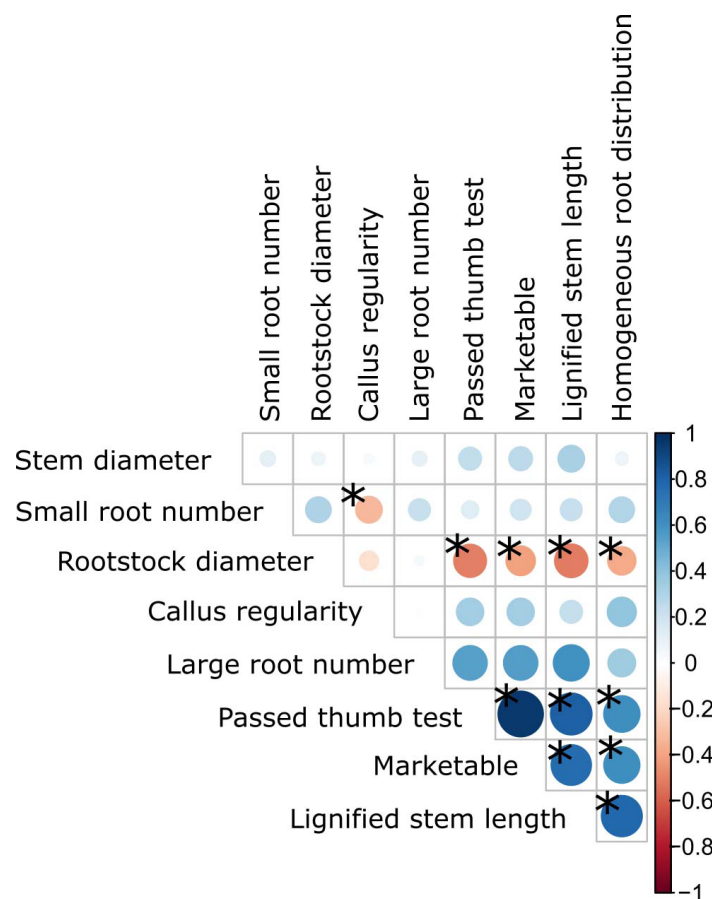 Small root number
Rootstock diameter
Callus regularity
Large root number
Passed thumb test
Marketable
Lignified stem length
Homogeneous root distribution
Stem diameter
Small root number
Rootstock diameter
Callus regularity
Large root number
Passed thumb test
Marketable
Lignified stem length
*
* * * *
* * *
* *
*
1
0.8
0.6
0.4
0.2
0
−0.2
−0.4
−0.6
−0.8
−1